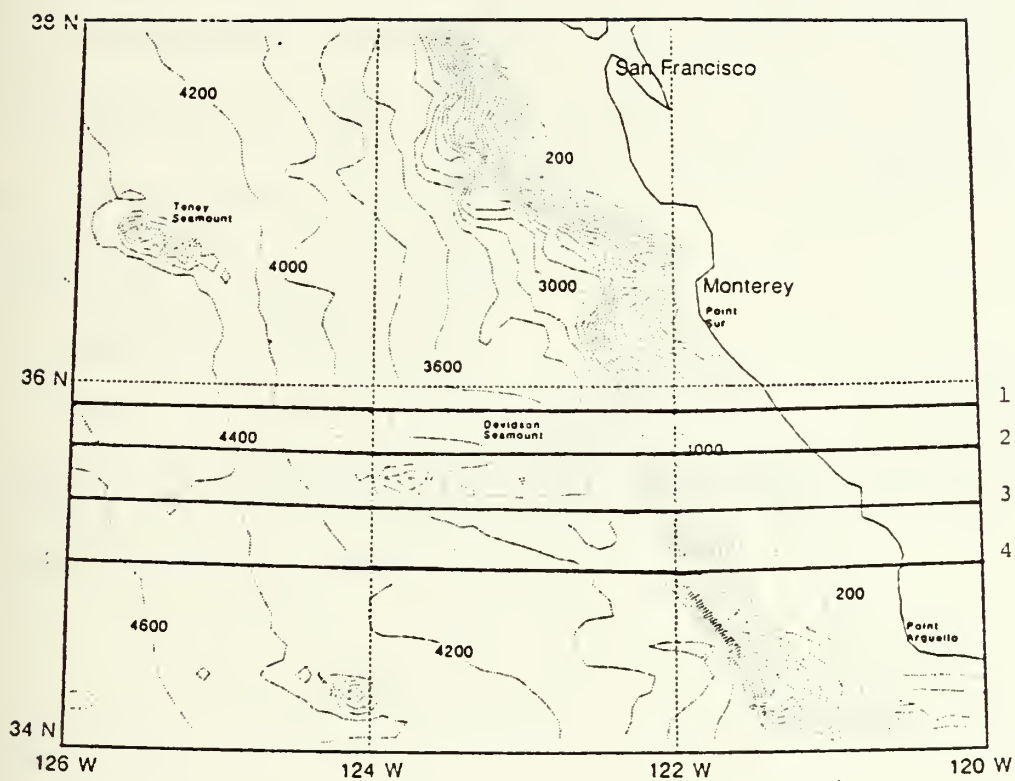 38 N
San Francisco
4200
200
Taney
Seamount
4000
3000
Monterey
Point
Sur
3600
36 N
1
Davidson
Seamount
4400
2
3
4
200
4600
Point
Arguello
4200
34 N
126 W
124 W
122 W
120 W